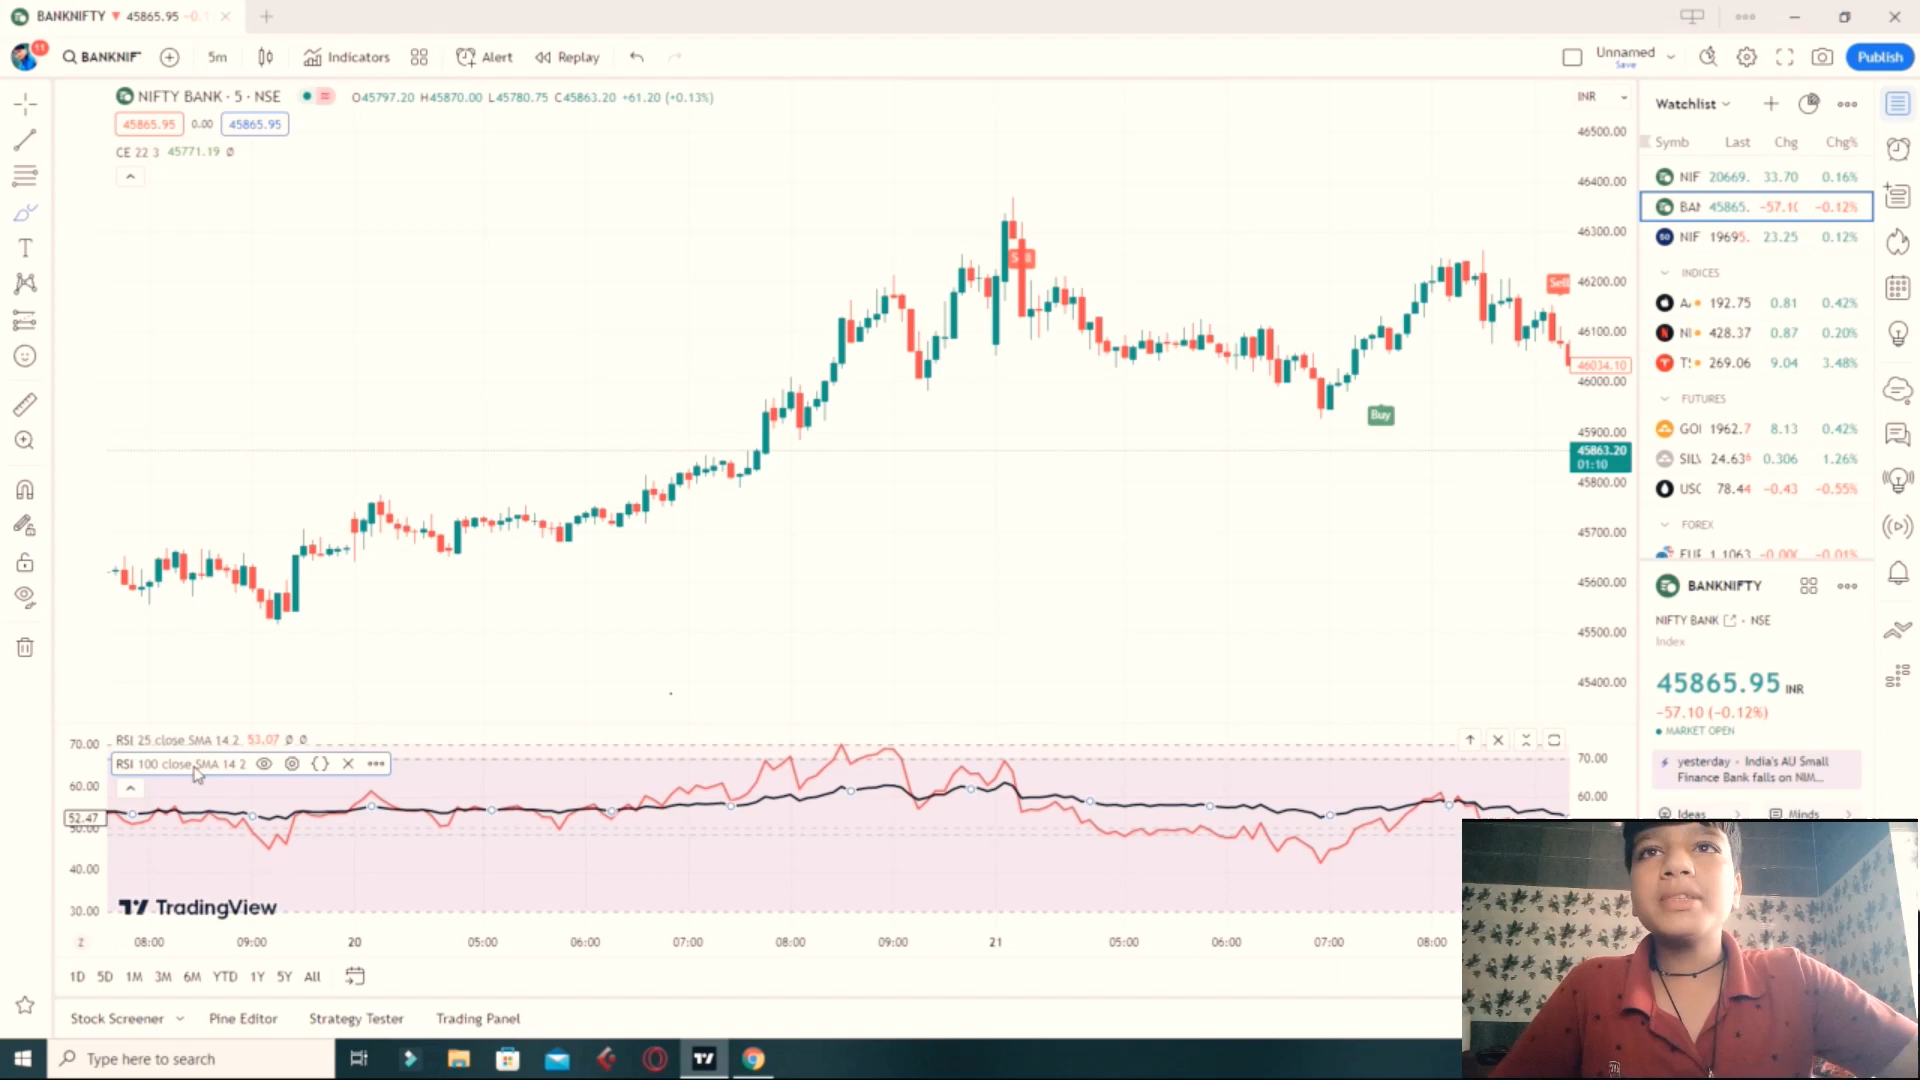 BANKNIFTY ▼ 45865.95 -0.1
11
BANKNIF
5m
Indicators
Alert
Replay
Unnamed
Save
Publish
NIFTY BANK · 5 · NSE
O45797.20 H45870.00 L45780.75 C45863.20 +61.20 (+0.13%)
45865.95 0.00 45865.95
CE 22 3 45771.19 Ø
INR
46500.00
46400.00
46300.00
46200.00
46100.00
46034.10
46000.00
45900.00
45863.20
01:10
45800.00
45700.00
45600.00
45500.00
45400.00
Sell
Sell
Buy
Watchlist
Symb Last Chg Chg%
NIF 20669. 33.70 0.16%
BAN 45865. -57.10 -0.12%
50 NIF 19695. 23.25 0.12%
INDICES
192.75 0.81 0.42%
428.37 0.87 0.20%
269.06 9.04 3.48%
FUTURES
GOI 1962.7 8.13 0.42%
24.636 0.306 1.26%
78.44 -0.43 -0.55%
FOREX
1.1063 -0.01%
BANKNIFTY
NIFTY BANK · NSE
Index
45865.95 INR
-57.10 (-0.12%)
MARKET OPEN
yesterday · India's AU Small
Finance Bank falls on NIM...
Ideas Minds
RSI 25 close SMA 14 2 53.07 Ø Ø
RSI 100 close SMA 14 2
70.00
60.00
52.47
50.00
40.00
30.00
70.00
60.00
TradingView
Z 08:00 09:00 20 05:00 06:00 07:00 08:00 09:00 21 05:00 06:00 07:00 08:00
1D 5D 1M 3M 6M YTD 1Y 5Y All
Stock Screener Pine Editor Strategy Tester Trading Panel
Type here to search